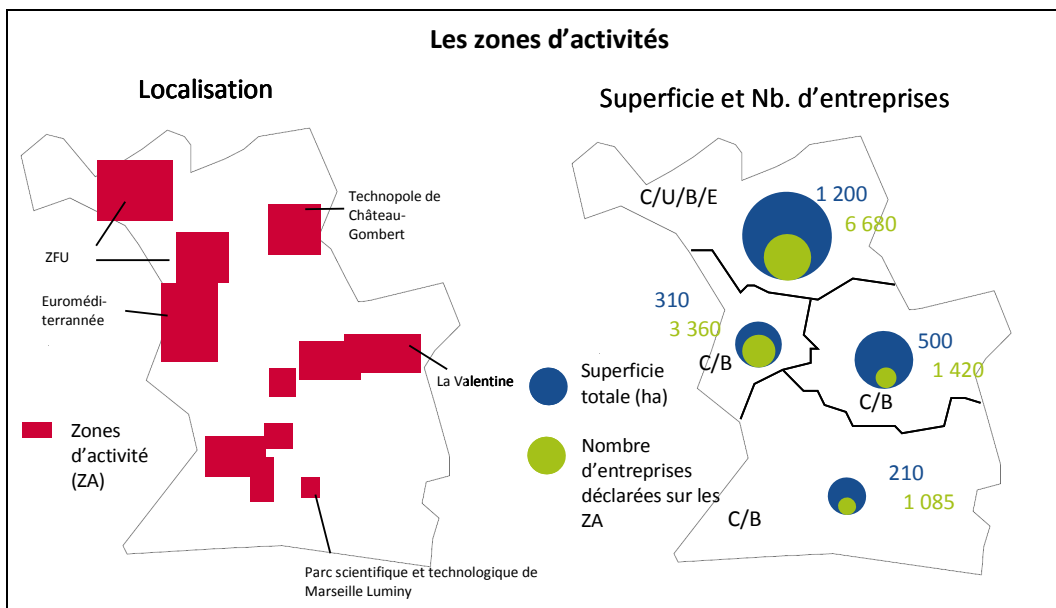 Les zones d'activités
Localisation
Technopole de
Château-
Gombert
ZFU
Euromédi-
terrannée
La Valentine
Zones
d'activité
(ZA)
Parc scientifique et technologique de
Marseille Luminy
Superficie et Nb. d'entreprises
C/U/B/E
1 200
6 680
310
3 360
C/B
500
1 420
C/B
Superficie
totale (ha)
Nombre
d'entreprises
déclarées sur les
ZA
210
1 085
C/B